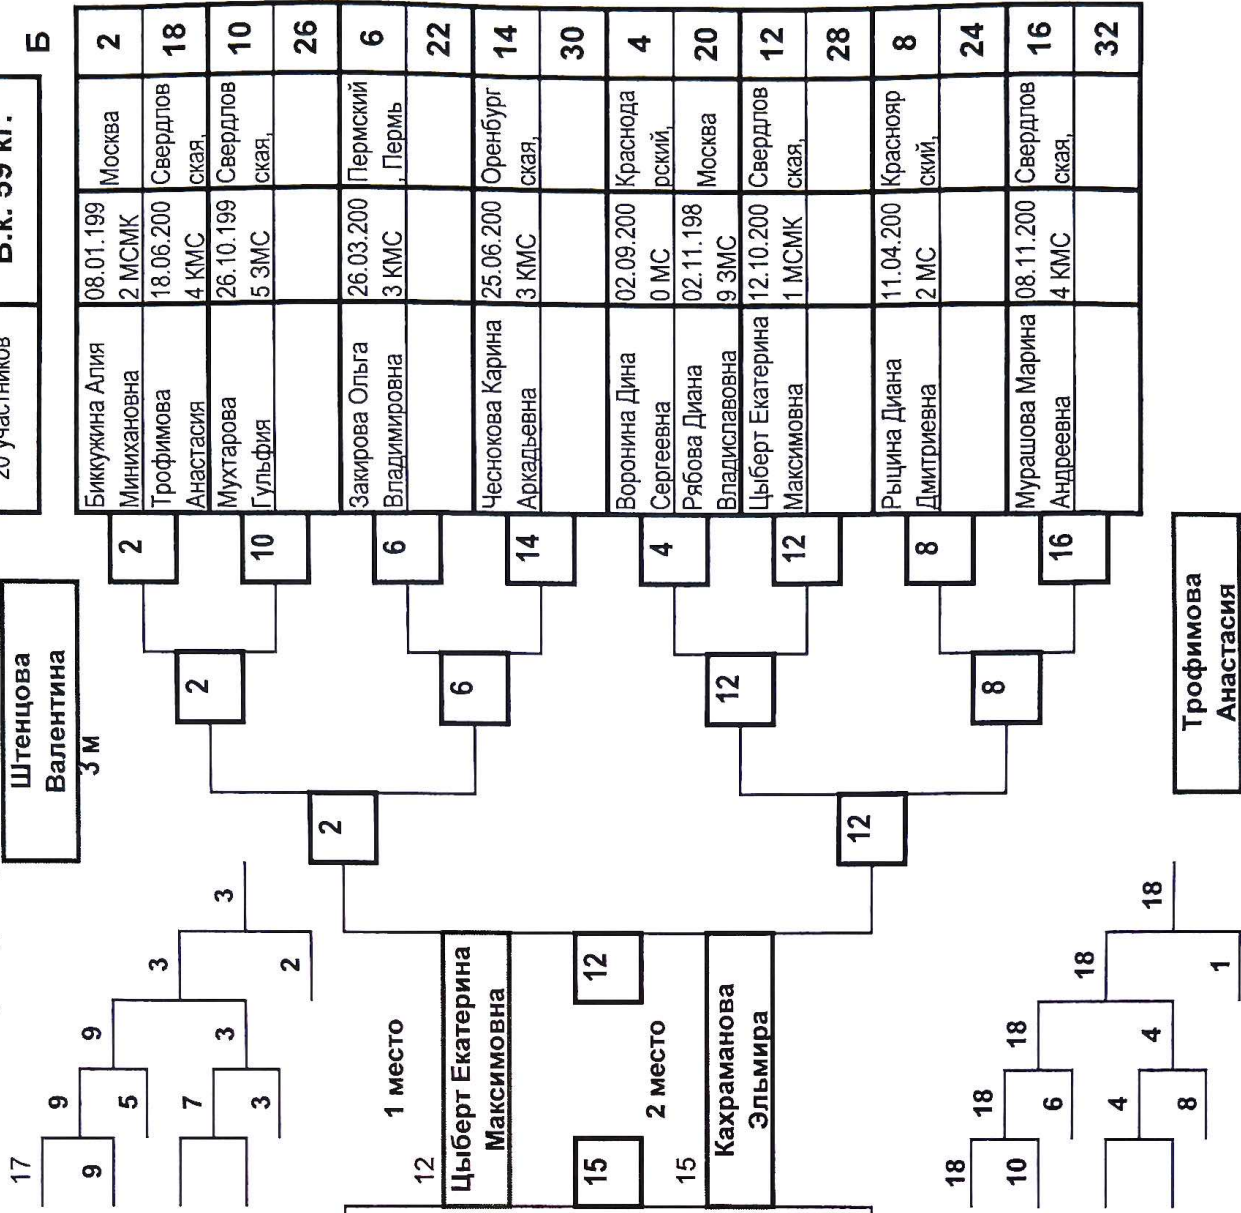 Б
В.к. 59 кг.
20 участников
Биккужина Алия
Минихановна
08.01.199
2 МСМК
Москва
2
Трофимова
Анастасия
18.06.200
4 КМС
Свердлов
ская,
18
Мухтарова
Гульфия
26.10.199
5 ЗМС
Свердлов
ская,
10
26
Закирова Ольга
Владимировна
26.03.200
3 КМС
Пермский
, Пермь
6
22
Чеснокова Карина
Аркадьевна
25.06.200
3 КМС
Оренбург
ская,
14
30
Воронина Дина
Сергеевна
02.09.200
0 МС
Краснода
рский,
4
Рябова Диана
Владиславовна
02.11.198
9 ЗМС
Москва
20
Цыберт Екатерина
Максимовна
12.10.200
1 МСМК
Свердлов
ская,
12
28
Рыцина Диана
Дмитриевна
11.04.200
2 МС
Краснояр
ский,
8
24
Мурашова Марина
Андреевна
08.11.200
4 КМС
Свердлов
ская,
16
32
2
10
6
14
4
12
8
16
2
6
12
8
2
12
Штенцова
Валентина
3 м
17
9
9
5
9
7
3
3
3
2
3
1 место
12
Цыберт Екатерина
Максимовна
15
12
2 место
15
Кахраманова
Эльмира
18
10
18
6
18
4
8
4
18
1
18
Трофимова
Анастасия